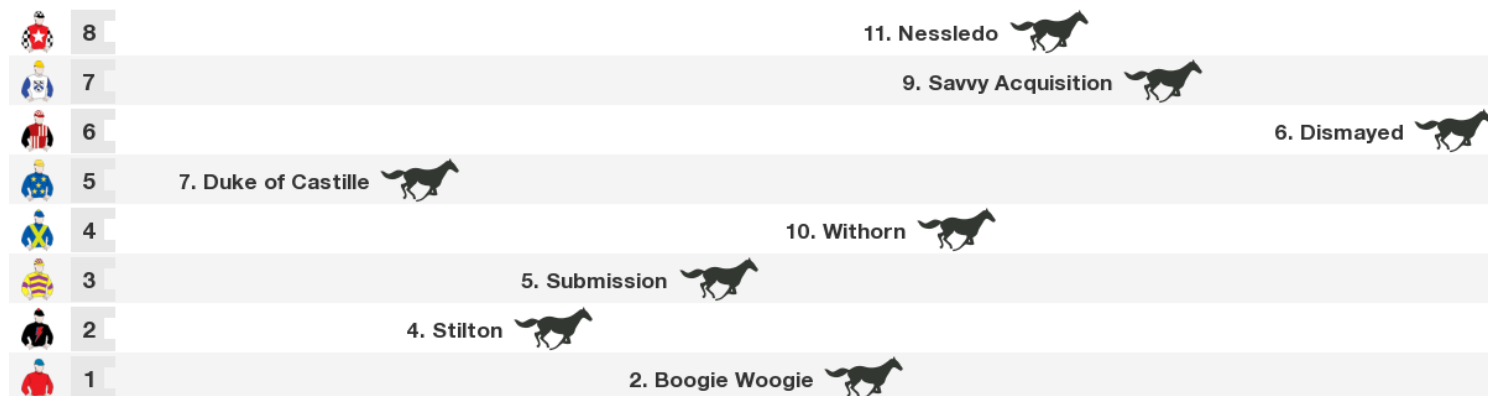 8 11. Nessledo
7 9. Savvy Acquisition
6 6. Dismayed
5 7. Duke of Castille
4 10. Withorn
3 5. Submission
2 4. Stilton
1 2. Boogie Woogie